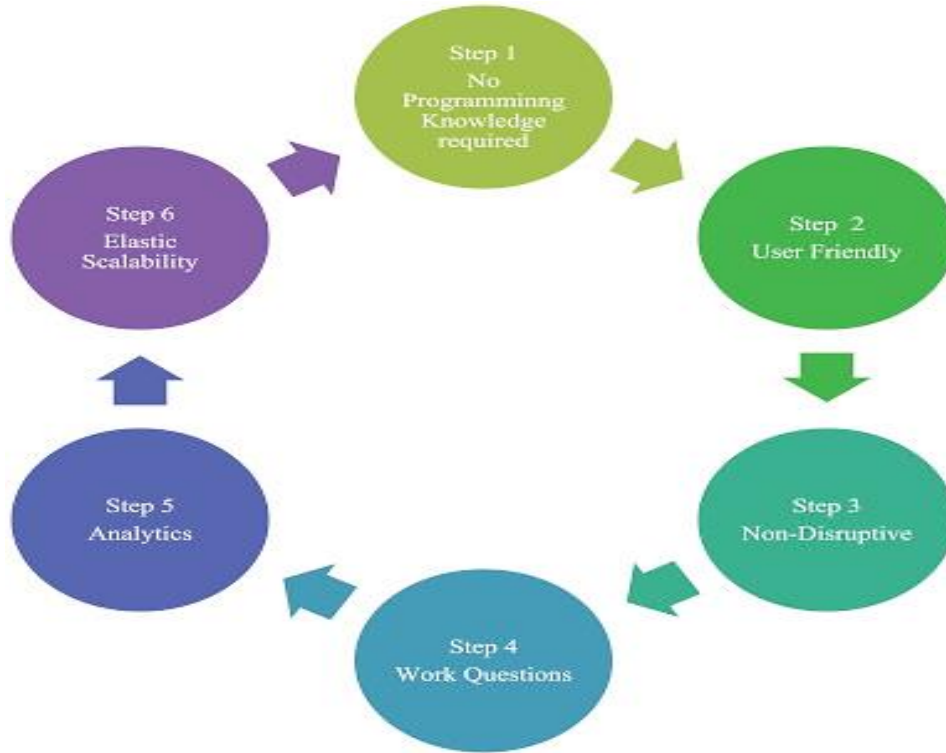 Step 1
No
Programminng
Knowledge
required
Step 2
User Friendly
Step 3
Non-Disruptive
Step 4
Work Questions
Step 5
Analytics
Step 6
Elastic
Scalability